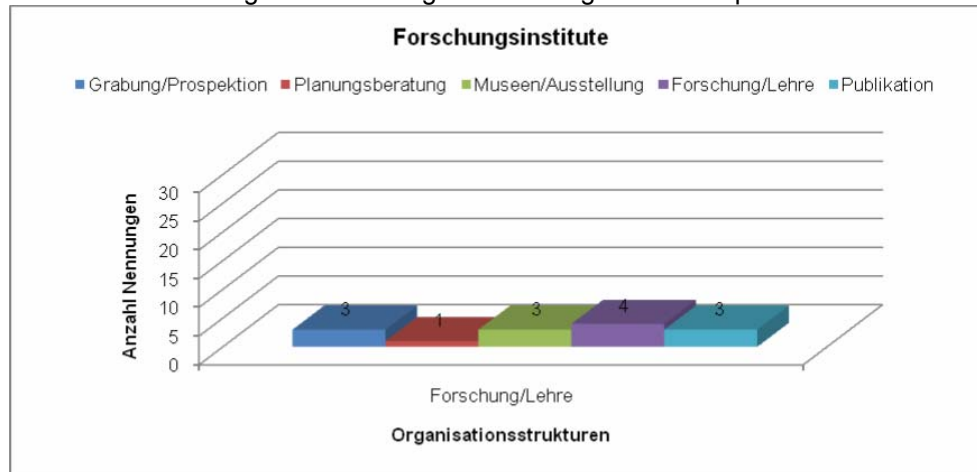 Forschungsinstitute
Grabung/Prospektion Planungsberatung Museen/Ausstellung Forschung/Lehre Publikation
Anzahl Nennungen
30
25
20
15
10
5
0
3 1 3 4 3
Forschung/Lehre
Organisationsstrukturen